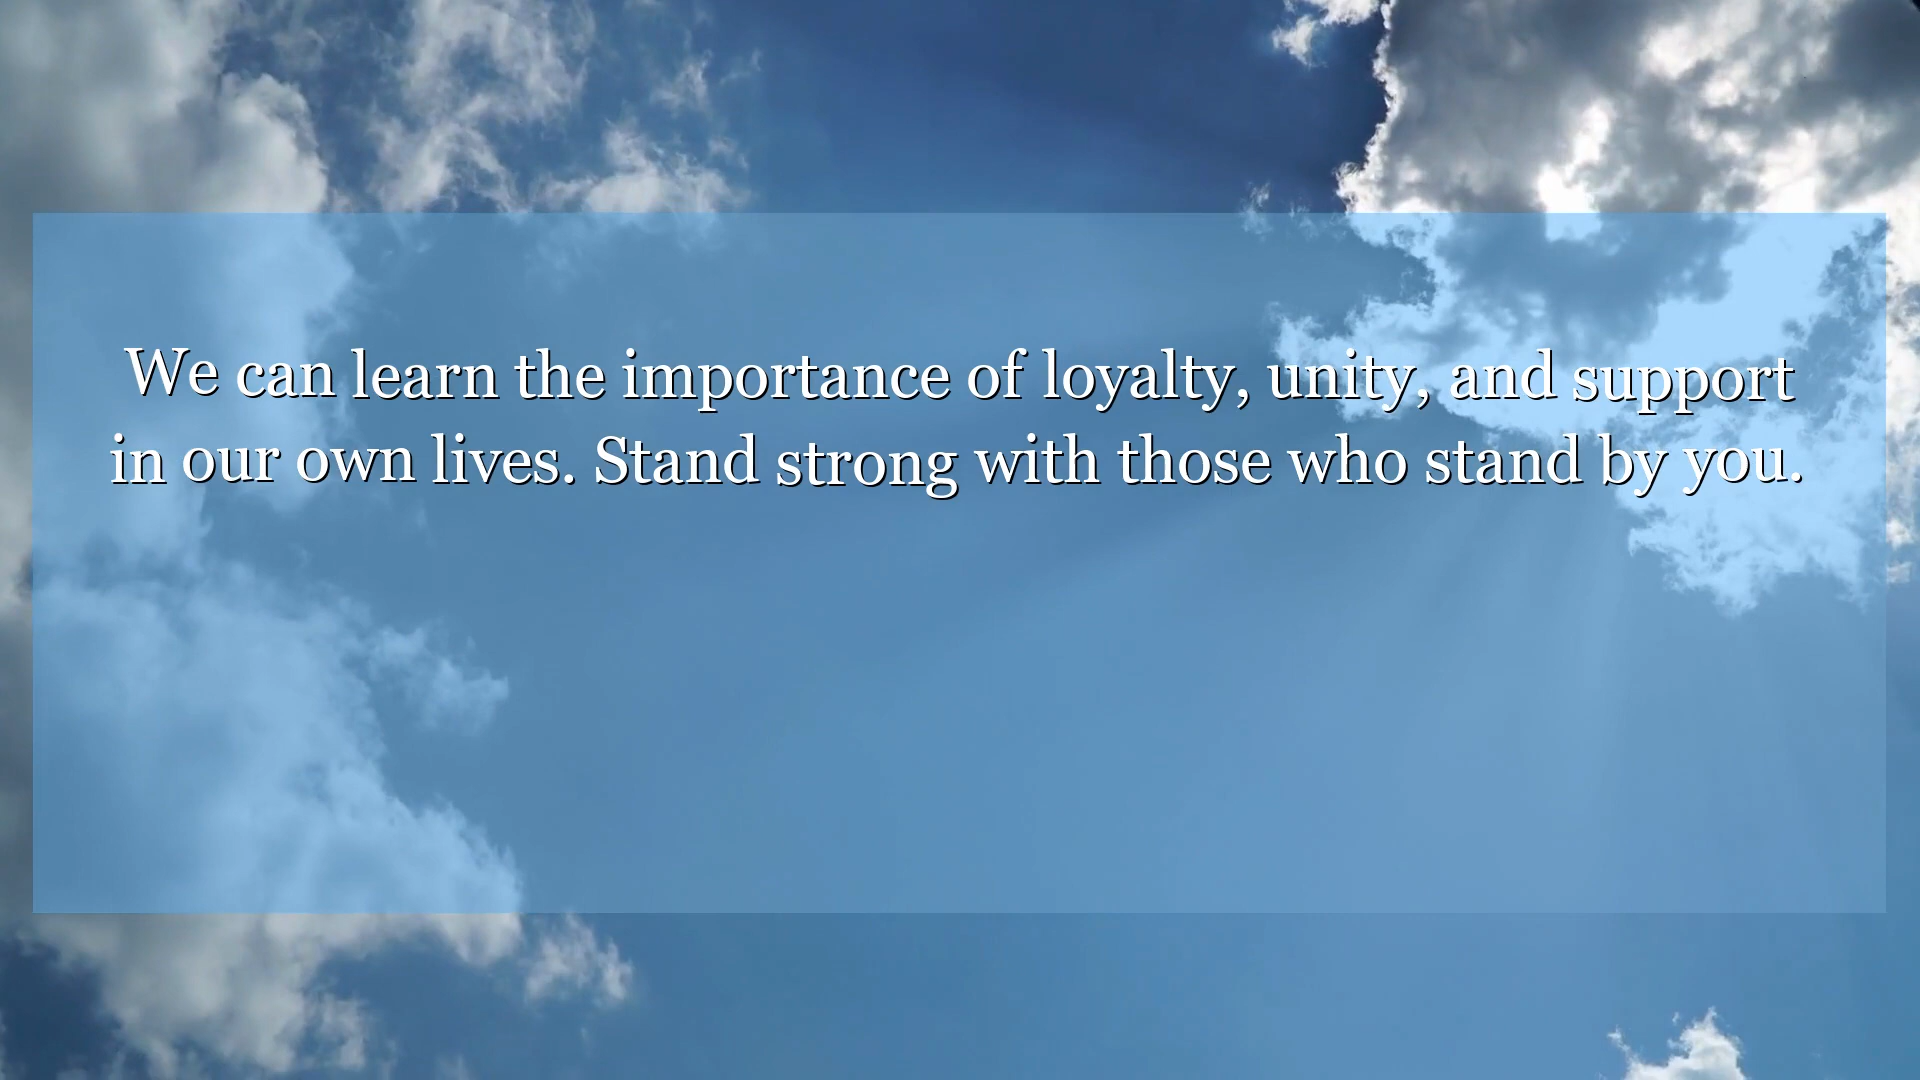 We can learn the importance of loyalty, unity, and support
in our own lives. Stand strong with those who stand by you.